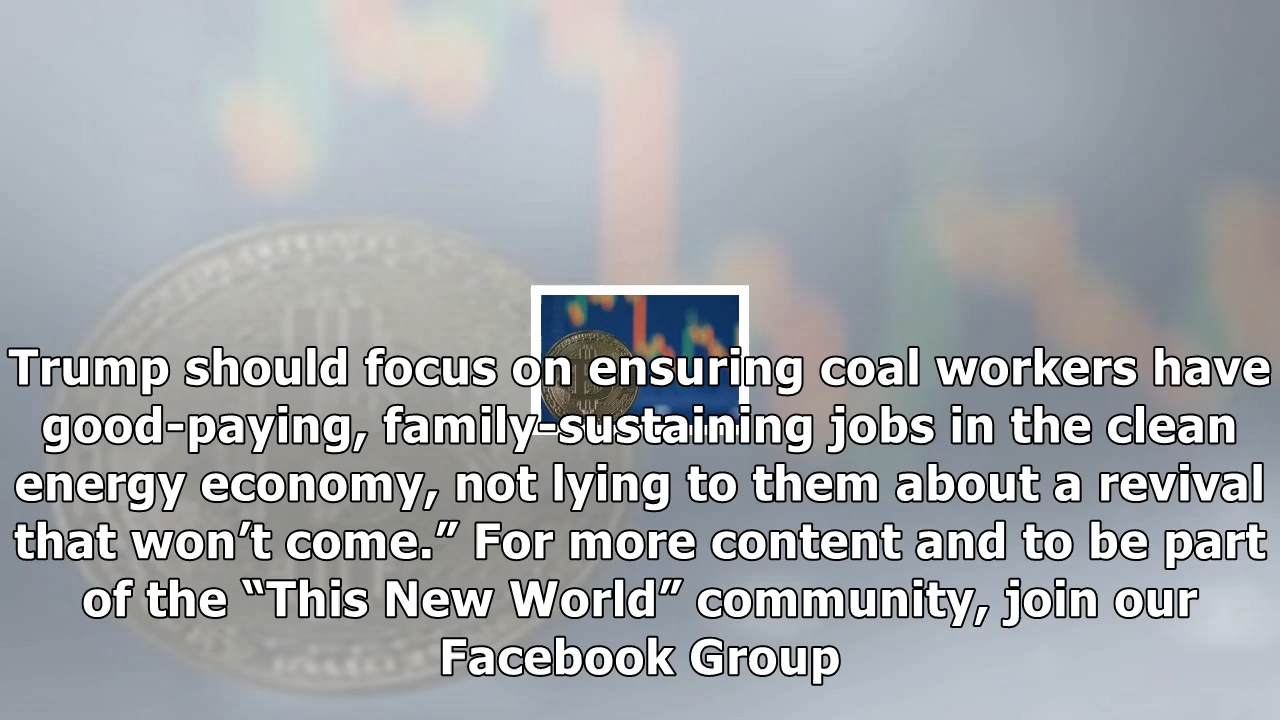 Trump should focus on ensuring coal workers have
good-paying, family-sustaining jobs in the clean
energy economy, not lying to them about a revival
that won’t come.” For more content and to be part
of the “This New World” community, join our
Facebook Group